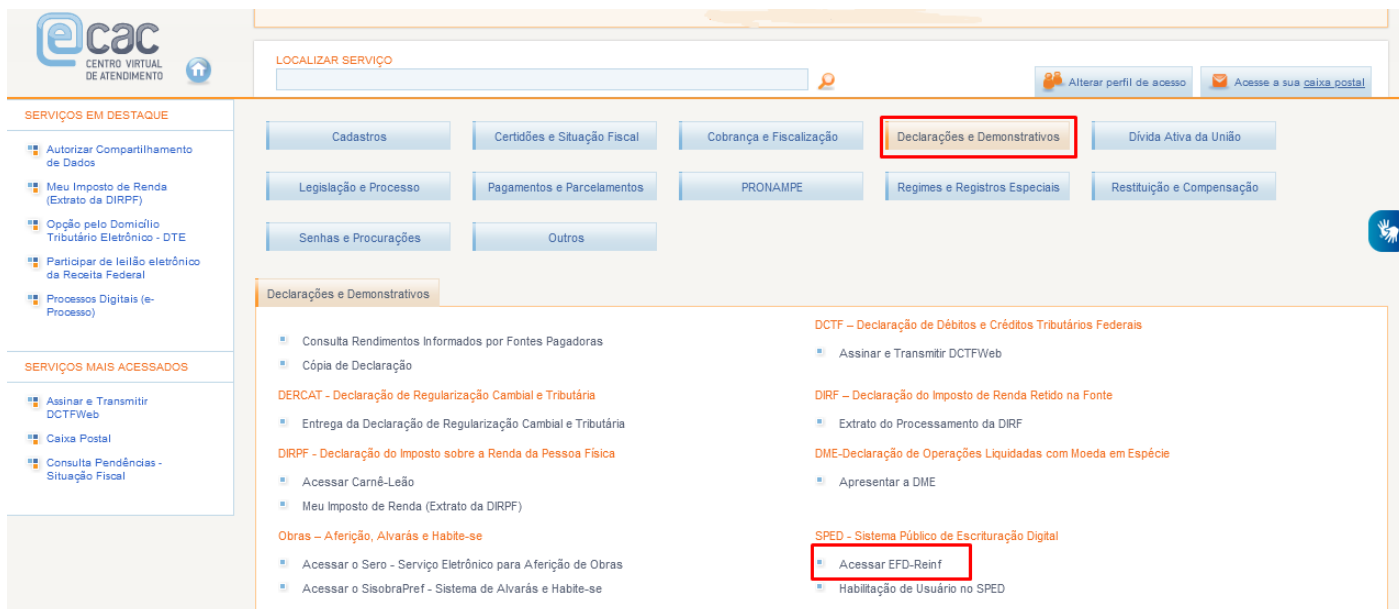 e cac
CENTRO VIRTUAL
DE ATENDIMENTO
LOCALIZAR SERVIÇO
Alterar perfil de acesso
Acesse a sua caixa postal
SERVIÇOS EM DESTAQUE
Autorizar Compartilhamento
de Dados
Meu Imposto de Renda
(Extrato da DIRPF)
Opção pelo Domicílio
Tributário Eletrônico - DTE
Participar de leilão eletrônico
da Receita Federal
Processos Digitais (e-
Processo)
SERVIÇOS MAIS ACESSADOS
Assinar e Transmitir
DCTFWeb
Caixa Postal
Consulta Pendências -
Situação Fiscal
Cadastros
Certidões e Situação Fiscal
Cobrança e Fiscalização
Declarações e Demonstrativos
Dívida Ativa da União
Legislação e Processo
Pagamentos e Parcelamentos
PRONAMPE
Regimes e Registros Especiais
Restituição e Compensação
Senhas e Procurações
Outros
Declarações e Demonstrativos
Consulta Rendimentos Informados por Fontes Pagadoras
Cópia de Declaração
DERCAT - Declaração de Regularização Cambial e Tributária
Entrega da Declaração de Regularização Cambial e Tributária
DIRPF - Declaração do Imposto sobre a Renda da Pessoa Física
Acessar Carnê-Leão
Meu Imposto de Renda (Extrato da DIRPF)
Obras – Aferição, Alvarás e Habite-se
Acessar o Sero - Serviço Eletrônico para Aferição de Obras
Acessar o SisobraPref - Sistema de Alvarás e Habite-se
DCTF – Declaração de Débitos e Créditos Tributários Federais
Assinar e Transmitir DCTFWeb
DIRF – Declaração do Imposto de Renda Retido na Fonte
Extrato do Processamento da DIRF
DME-Declaração de Operações Liquidadas com Moeda em Espécie
Apresentar a DME
SPED - Sistema Público de Escrituração Digital
Acessar EFD-Reinf
Habilitação de Usuário no SPED